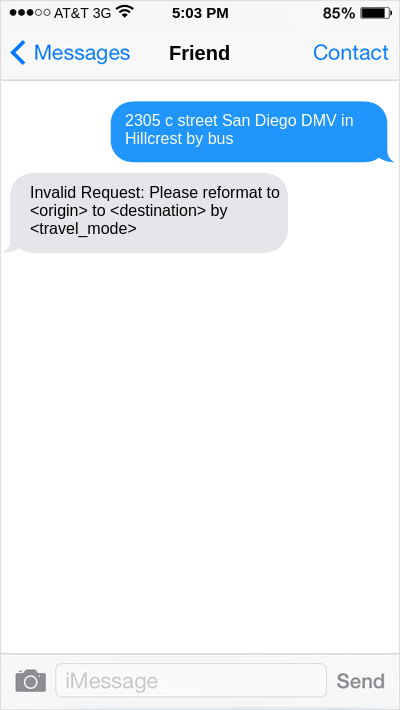 AT&T 3G 5:03 PM 85%
Messages Friend Contact
2305 c street San Diego DMV in
Hillcrest by bus
Invalid Request: Please reformat to
<origin> to <destination> by
<travel_mode>
iMessage Send